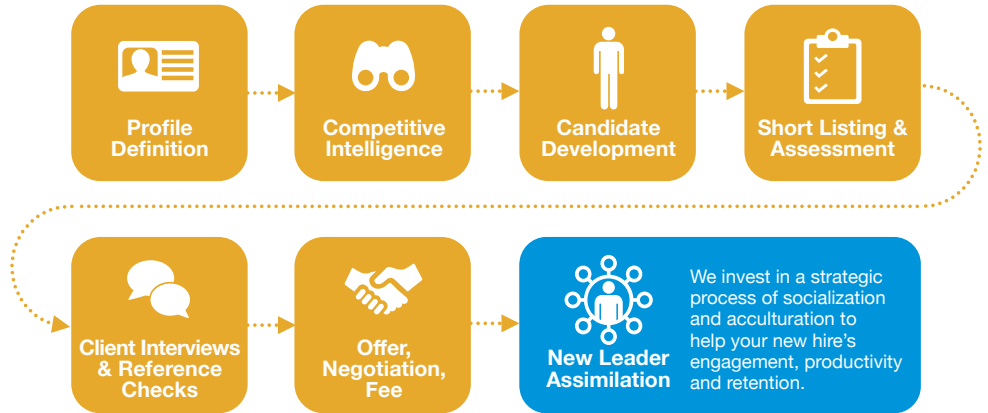 Profile
Definition
Competitive
Intelligence
Candidate
Development
Short Listing &
Assessment
Client Interviews
& Reference
Checks
Offer,
Negotiation,
Fee
New Leader
Assimilation
We invest in a strategic
process of socialization
and acculturation to
help your new hire’s
engagement, productivity
and retention.